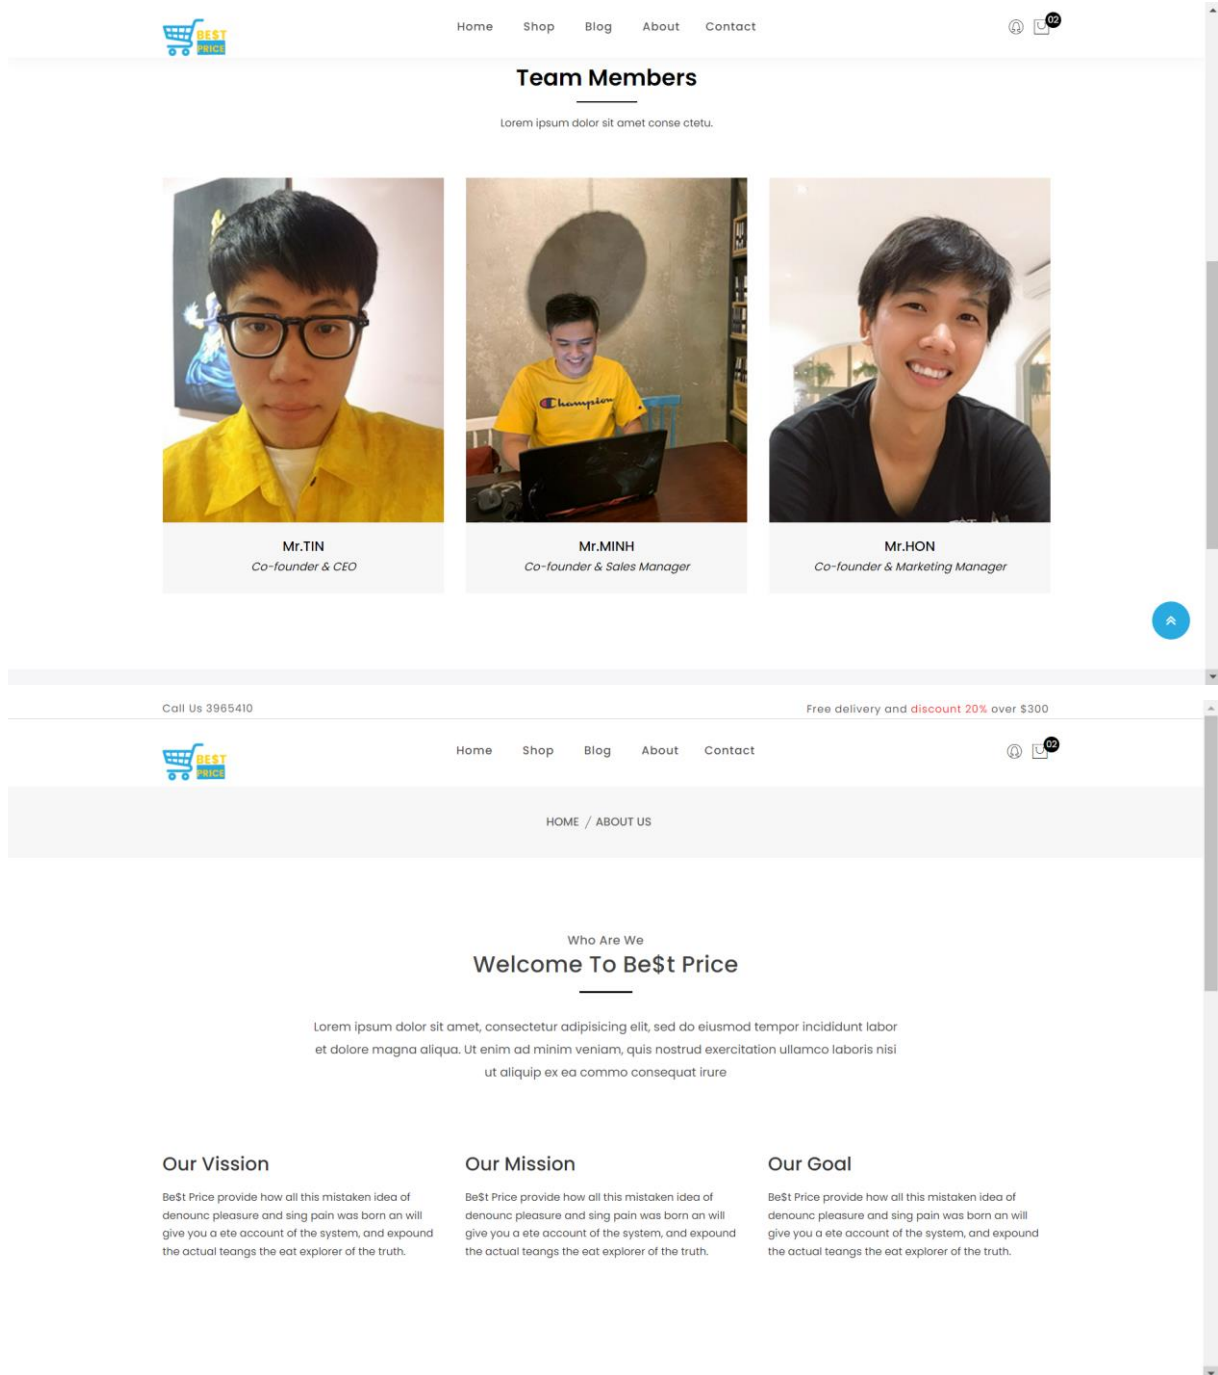 BE$T
PRICE
Home Shop Blog About Contact
02
Team Members
Lorem ipsum dolor sit amet conse ctetu.
Champion
Mr.TIN
Co-founder & CEO
Mr.MINH
Co-founder & Sales Manager
Mr.HON
Co-founder & Marketing Manager
Call Us 3965410
Free delivery and discount 20% over $300
BE$T
PRICE
Home Shop Blog About Contact
02
HOME / ABOUT US
Who Are We
Welcome To Be$t Price
Lorem ipsum dolor sit amet, consectetur adipisicing elit, sed do eiusmod tempor incididunt labor
et dolore magna aliqua. Ut enim ad minim veniam, quis nostrud exercitation ullamco laboris nisi
ut aliquip ex ea commo consequat irure
Our Vission
Be$t Price provide how all this mistaken idea of
denounc pleasure and sing pain was born an will
give you a ete account of the system, and expound
the actual teangs the eat explorer of the truth.
Our Mission
Be$t Price provide how all this mistaken idea of
denounc pleasure and sing pain was born an will
give you a ete account of the system, and expound
the actual teangs the eat explorer of the truth.
Our Goal
Be$t Price provide how all this mistaken idea of
denounc pleasure and sing pain was born an will
give you a ete account of the system, and expound
the actual teangs the eat explorer of the truth.